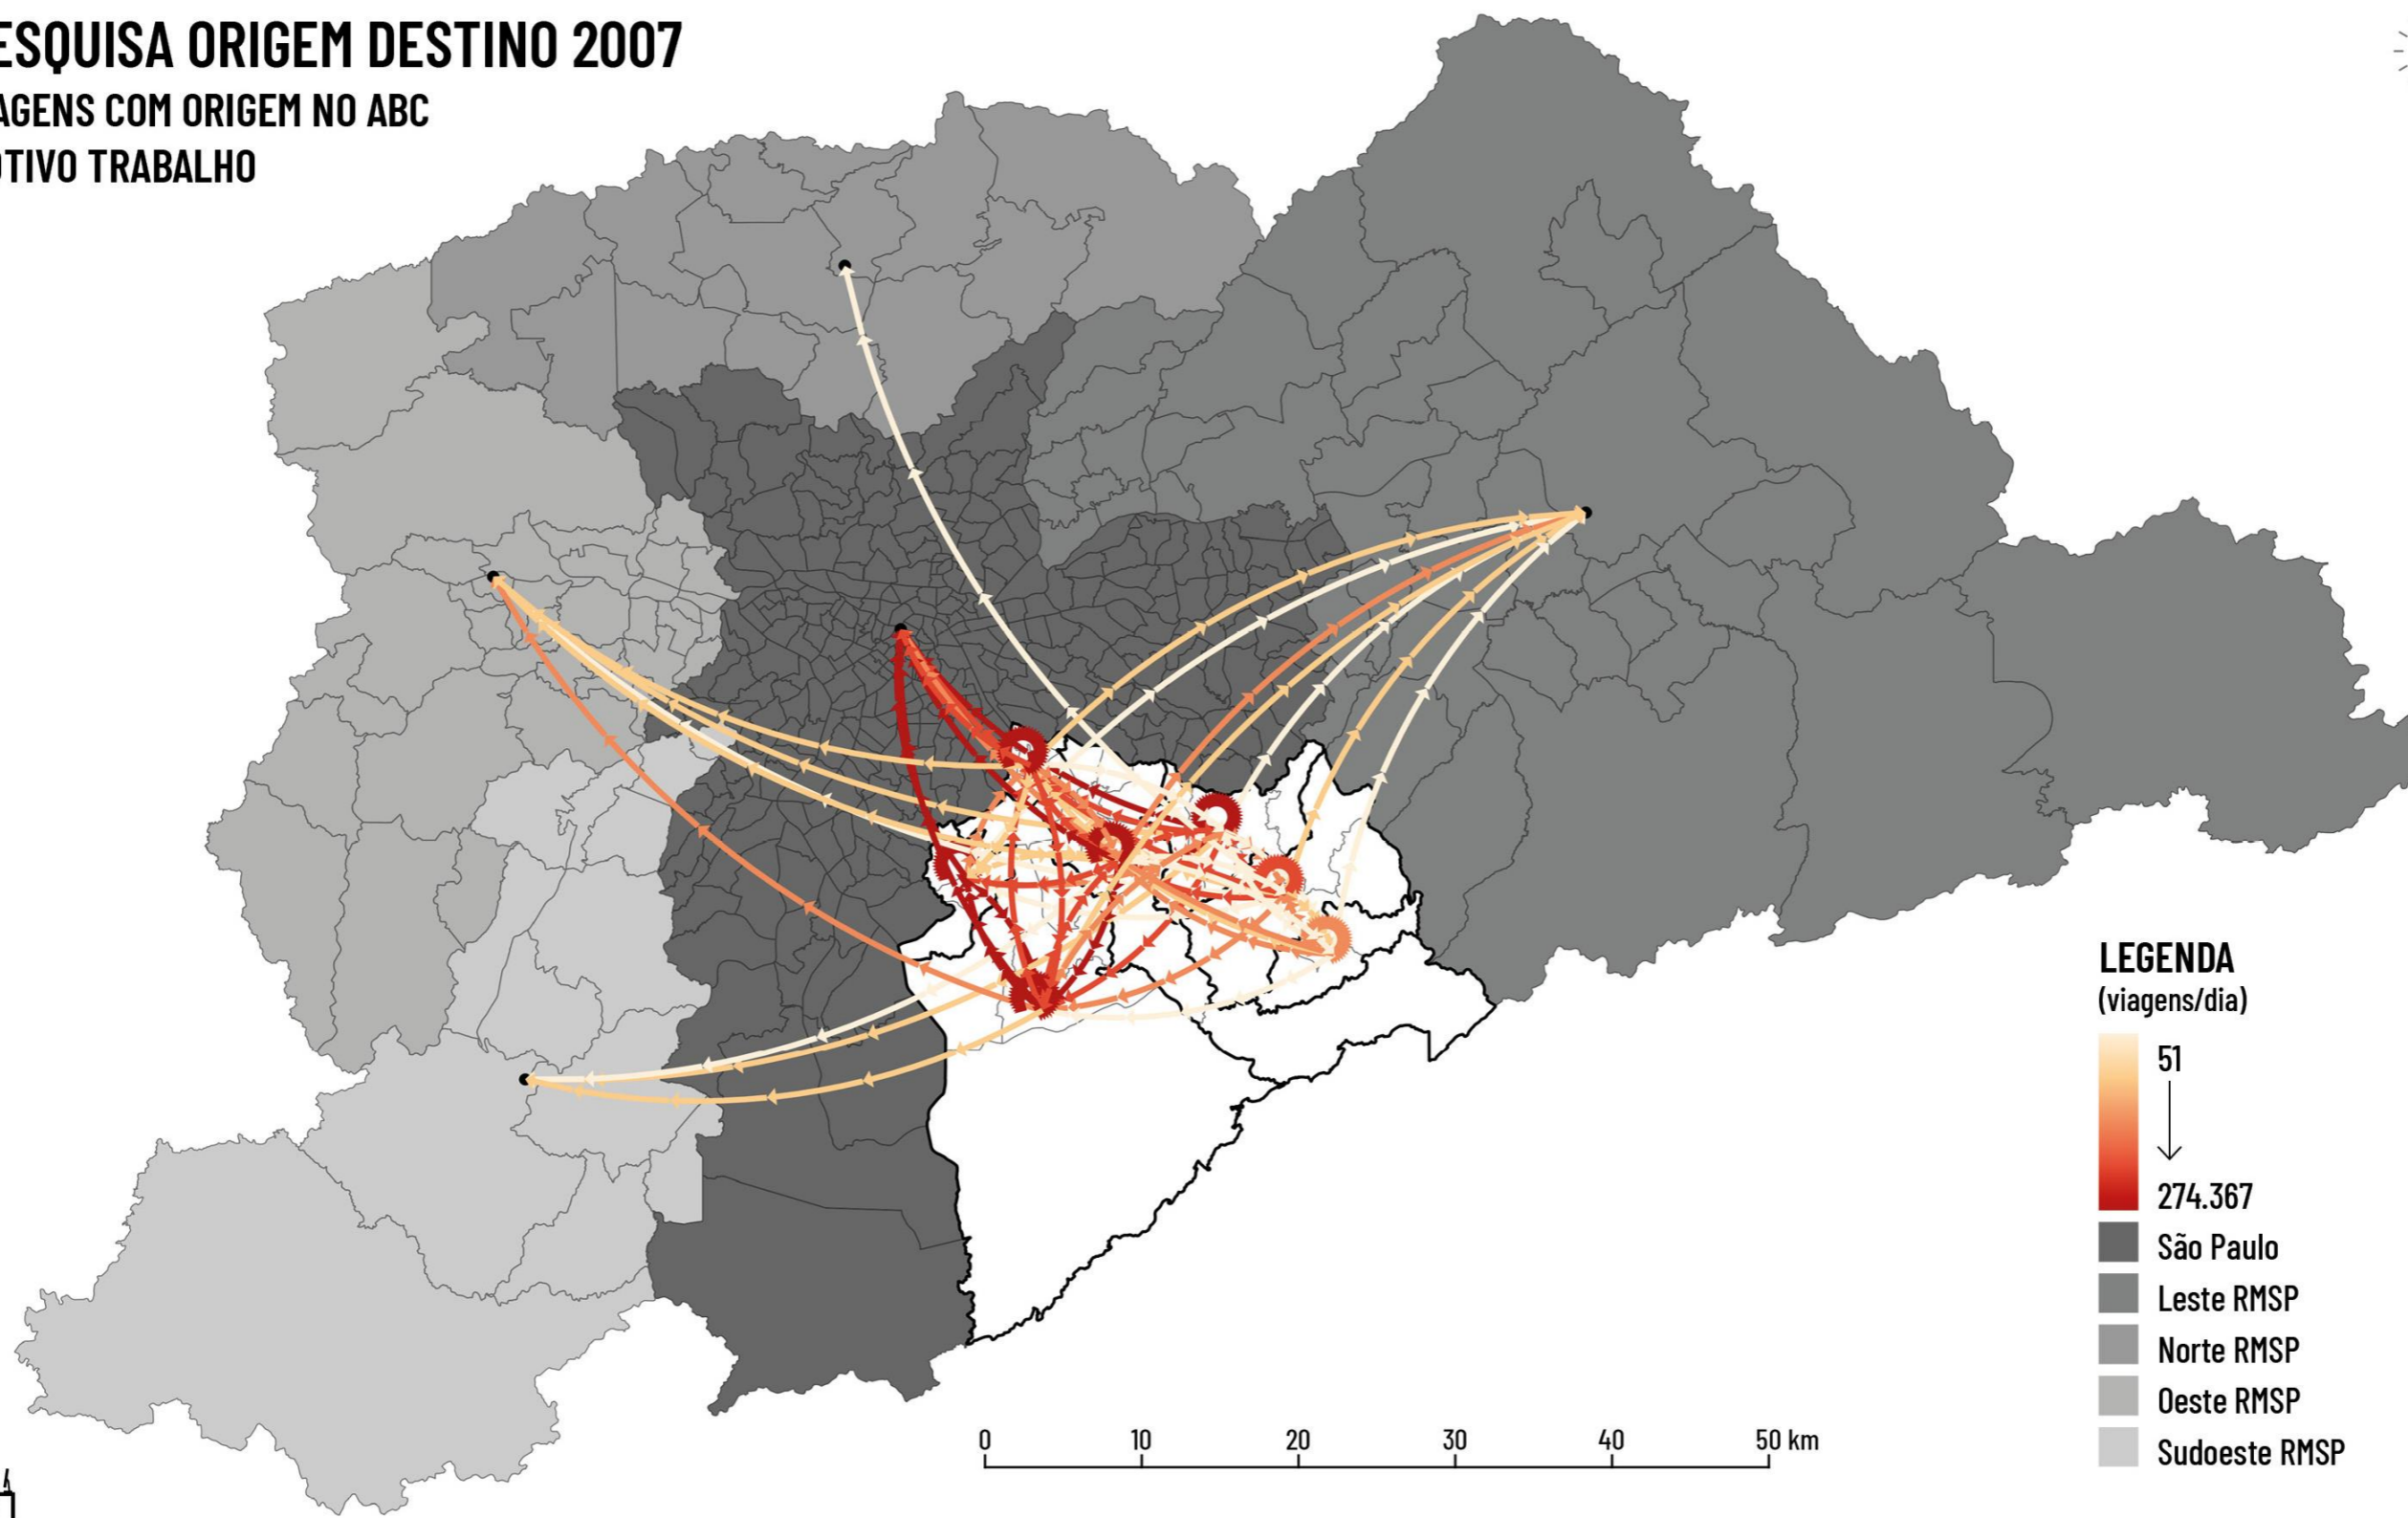 ESQUISA ORIGEM DESTINO 2007
AGENS COM ORIGEM NO ABC
OTIVO TRABALHO
LEGENDA
(viagens/dia)
51
274.367
São Paulo
Leste RMSP
Norte RMSP
Oeste RMSP
Sudoeste RMSP
0 10 20 30 40 50 km